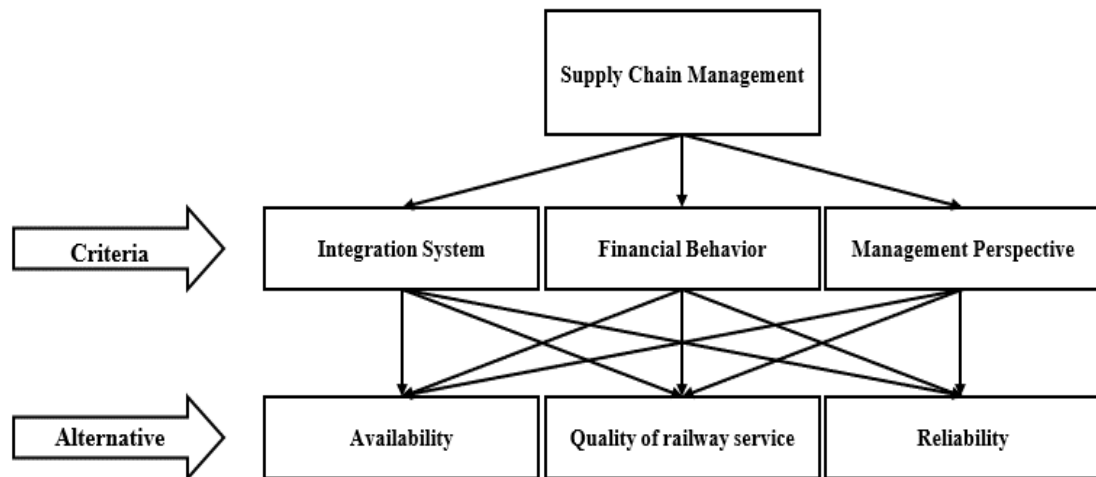 Supply Chain Management
Criteria
Integration System
Financial Behavior
Management Perspective
Alternative
Availability
Quality of railway service
Reliability